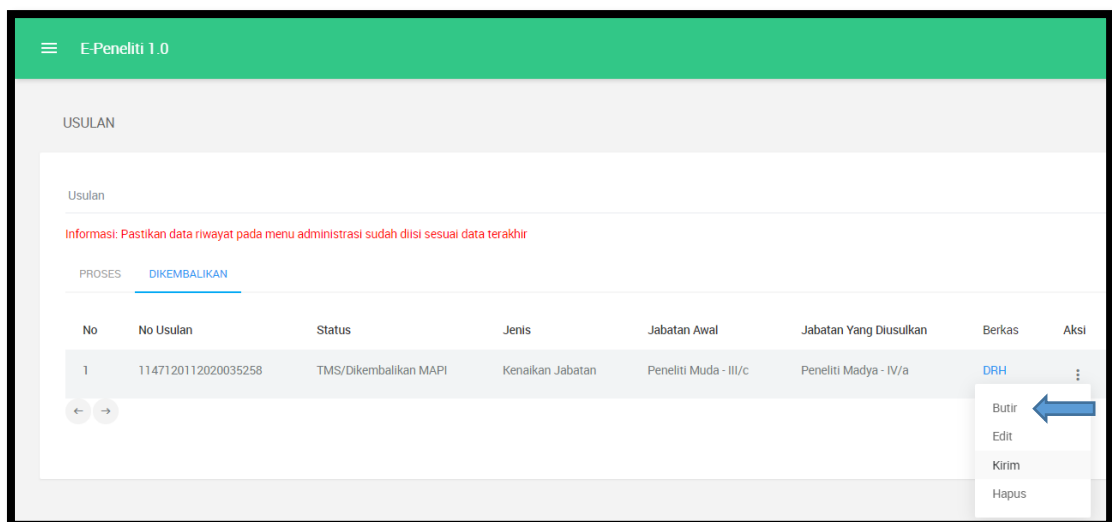 E-Peneliti 1.0
USULAN
Usulan
Informasi: Pastikan data riwayat pada menu administrasi sudah diisi sesuai data terakhir
PROSES DIKEMBALIKAN
No No Usulan Status Jenis Jabatan Awal Jabatan Yang Diusulkan Berkas Aksi
1 1147120112020035258 TMS/Dikembalikan MAPI Kenaikan Jabatan Peneliti Muda - III/c Peneliti Madya - IV/a DRH
Butir
Edit
Kirim
Hapus